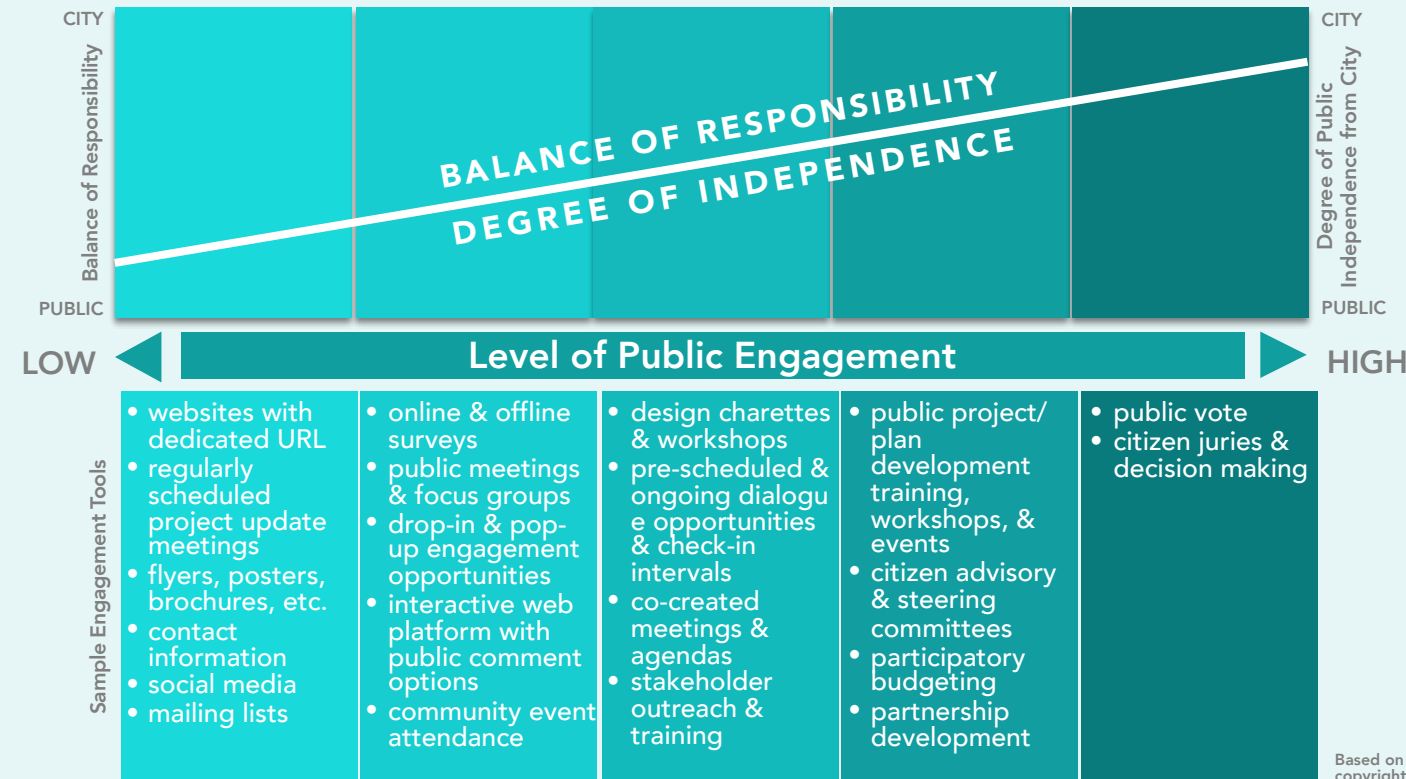 CITY
Balance of Responsibility
PUBLIC
BALANCE OF RESPONSIBILITY
DEGREE OF INDEPENDENCE
CITY
Degree of Public
Independence from City
PUBLIC
LOW
Level of Public Engagement
HIGH
Sample Engagement Tools
• websites with
dedicated URL
• regularly
scheduled
project update
meetings
• flyers, posters,
brochures, etc.
• contact
information
• social media
• mailing lists
• online & offline
surveys
• public meetings
& focus groups
• drop-in & pop-
up engagement
opportunities
• interactive web
platform with
public comment
options
• community event
attendance
• design charettes
& workshops
• pre-scheduled &
ongoing dialogu
e opportunities
& check-in
intervals
• co-created
meetings &
agendas
• stakeholder
outreach &
training
• public project/
plan
development
training,
workshops, &
events
• citizen advisory
& steering
committees
• participatory
budgeting
• partnership
development
• public vote
• citizen juries &
decision making
Based on
copyright